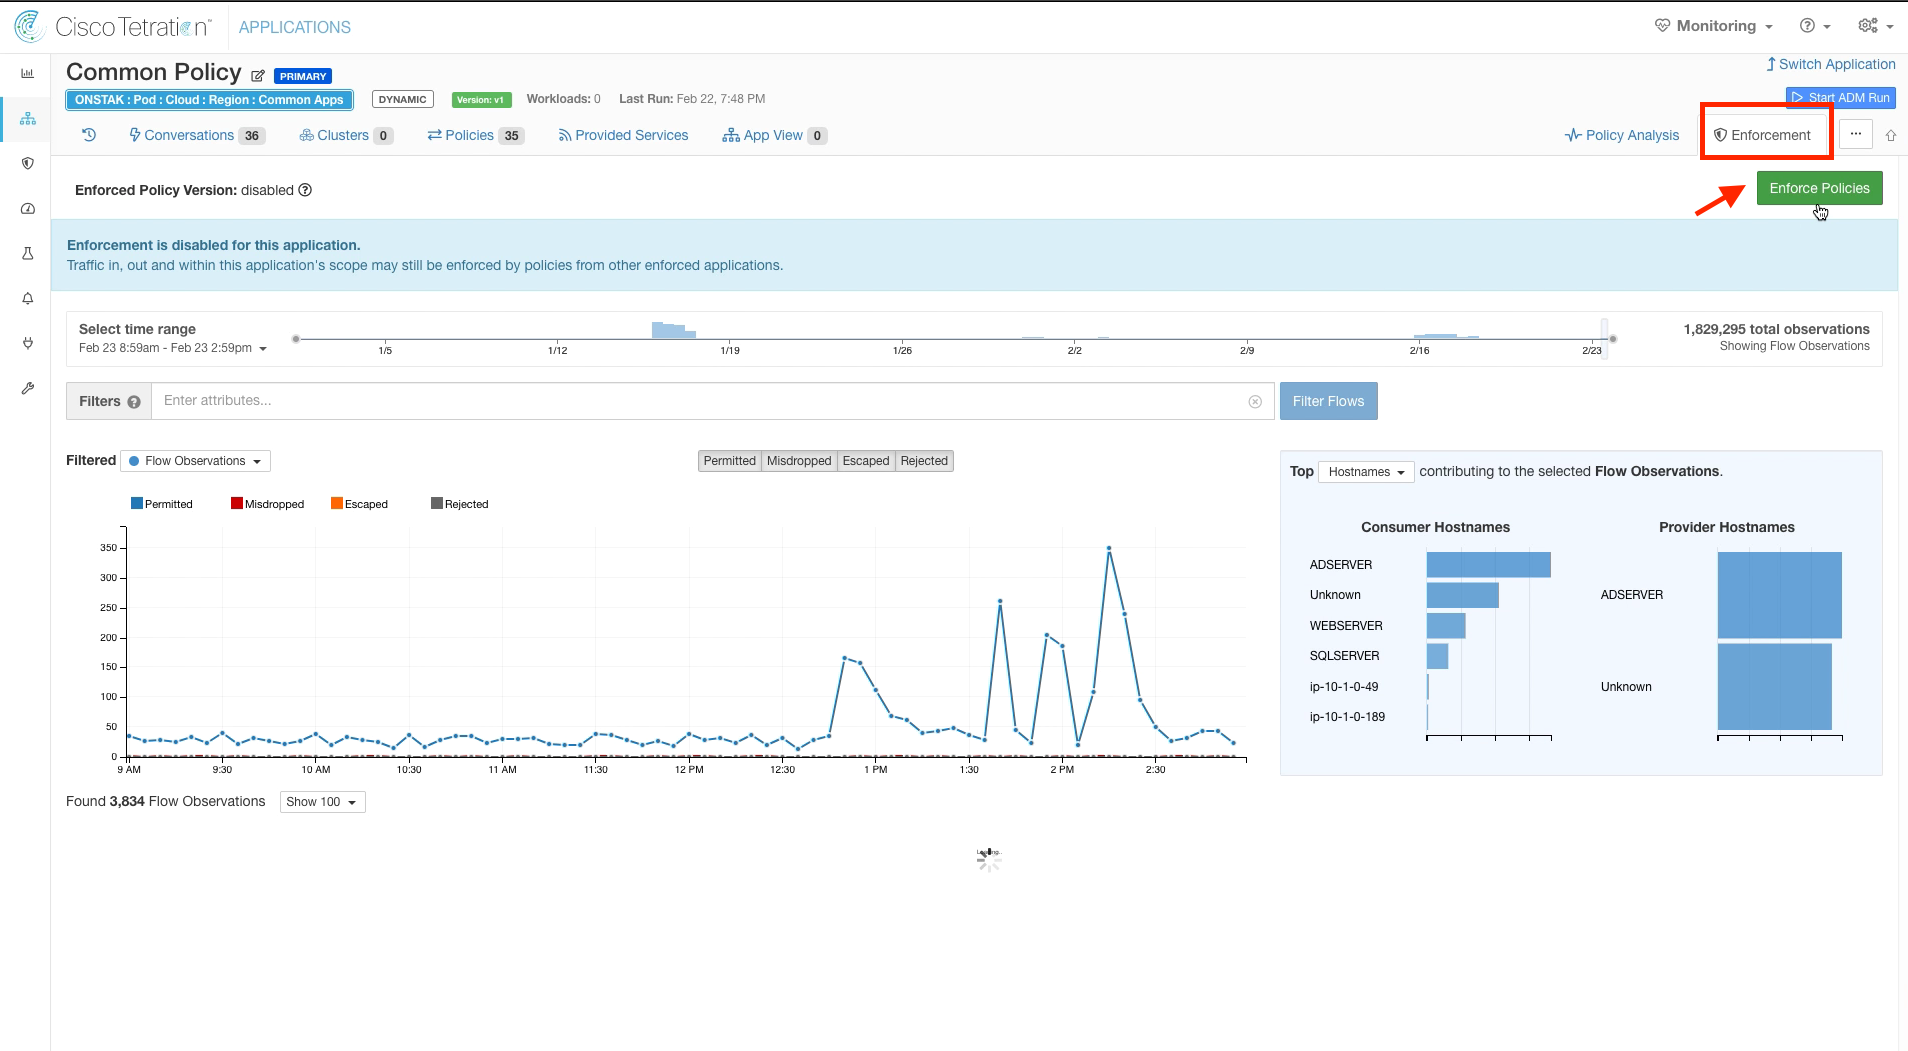 Cisco Tetration™ APPLICATIONS Monitoring
Common Policy PRIMARY Switch Application
ONSTAK : Pod : Cloud : Region : Common Apps DYNAMIC Version: v1 Workloads: 0 Last Run: Feb 22, 7:48 PM Start ADM Run
Conversations 36 Clusters 0 Policies 35 Provided Services App View 0 Policy Analysis Enforcement ...
Enforced Policy Version: disabled Enforce Policies
Enforcement is disabled for this application.
Traffic in, out and within this application's scope may still be enforced by policies from other enforced applications.
Select time range 1,829,295 total observations
Feb 23 8:59am - Feb 23 2:59pm Showing Flow Observations
1/5 1/12 1/19 1/26 2/2 2/9 2/16 2/23
Filters Enter attributes... Filter Flows
Filtered Flow Observations Permitted Misdropped Escaped Rejected
Permitted Misdropped Escaped Rejected
350
300
250
200
150
100
50
0
9 AM 9:30 10 AM 10:30 11 AM 11:30 12 PM 12:30 1 PM 1:30 2 PM 2:30
Top Hostnames contributing to the selected Flow Observations.
Consumer Hostnames
ADSERVER
Unknown
WEBSERVER
SQLSERVER
ip-10-1-0-49
ip-10-1-0-189
Provider Hostnames
ADSERVER
Unknown
Found 3,834 Flow Observations Show 100